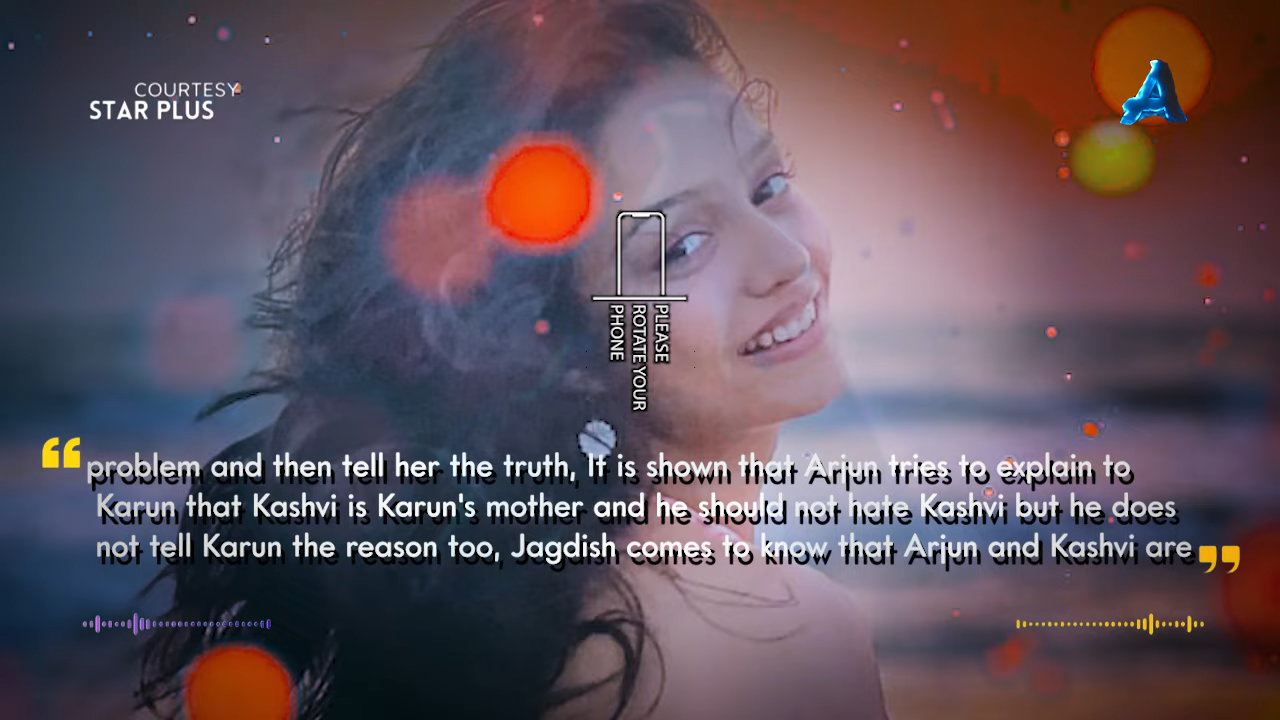 COURTESY
STAR PLUS
A
PLEASE
ROTATE YOUR
PHONE
“problem and then tell her the truth, It is shown that Arjun tries to explain to
Karun that Kashvi is Karun's mother and he should not hate Kashvi but he does
not tell Karun the reason too, Jagdish comes to know that Arjun and Kashvi are”